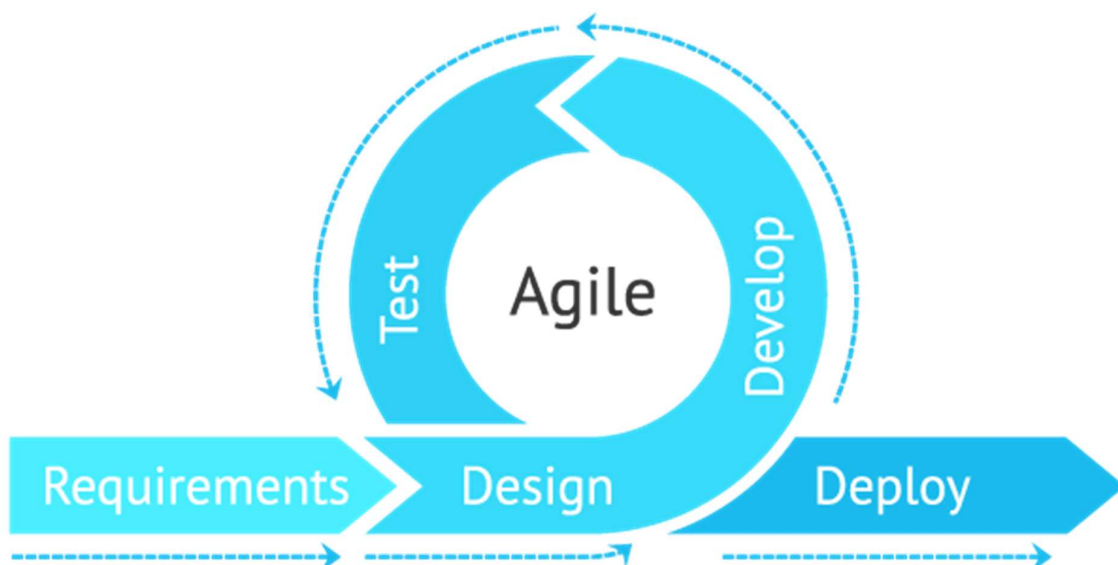 Agile
Test
Develop
Requirements
Design
Deploy